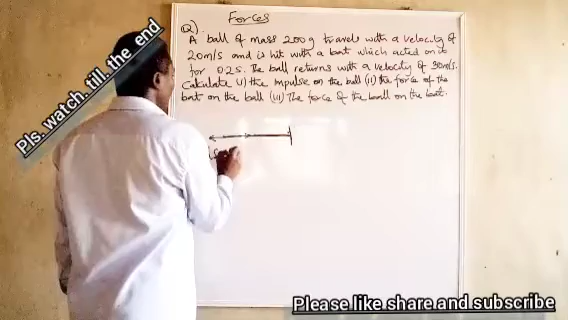 Forces
Q).
A ball of mass 200g travels with a velocity of
20m/s and is hit with a bat which acted on it
for 0.2s. The ball returns with a velocity of 30m/s.
Calculate (i) the impulse on the ball (ii) the force of the
bat on the ball (iii) The force of the ball on the bat.
Pls. watch. till. the end
Please like share and subscribe